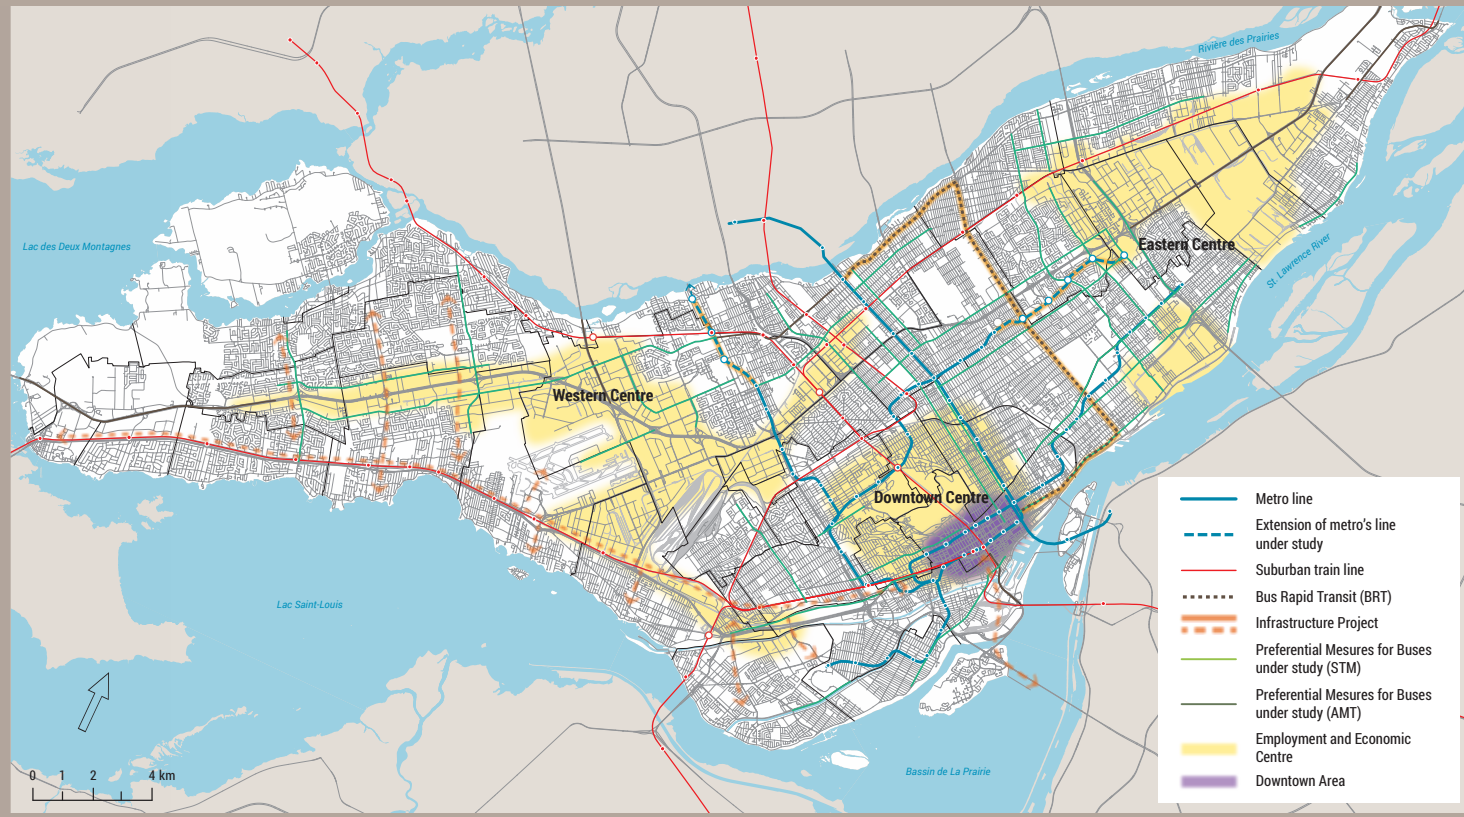 Rivière des Prairies
Lac des Deux Montagnes
Eastern Centre
St. Lawrence River
Western Centre
Downtown Centre
Lac Saint-Louis
Bassin de La Prairie
0 1 2 4 km
Metro line
Extension of metro's line
under study
Suburban train line
Bus Rapid Transit (BRT)
Infrastructure Project
Preferential Mesures for Buses
under study (STM)
Preferential Mesures for Buses
under study (AMT)
Employment and Economic
Centre
Downtown Area